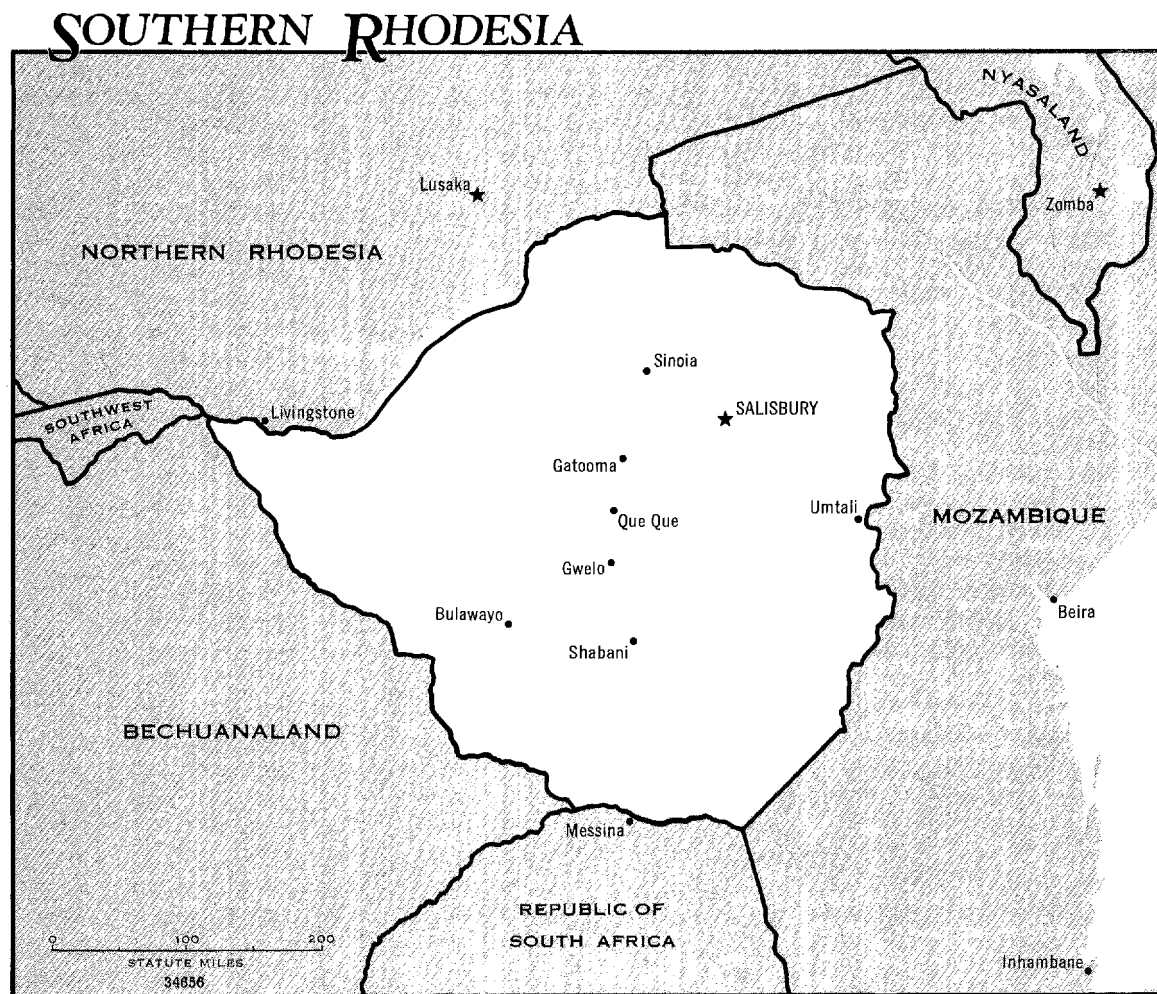 SOUTHERN RHODESIA
NYASALAND
Lusaka
Zomba
NORTHERN RHODESIA
Sinoia
SOUTHWEST
AFRICA
Livingstone
SALISBURY
Gatooma
Que Que
Umtali
MOZAMBIQUE
Gwelo
Bulawayo
Beira
Shabani
BECHUANALAND
Messina
REPUBLIC OF
SOUTH AFRICA
0 100 200
STATUTE MILES
34656
Inhambane